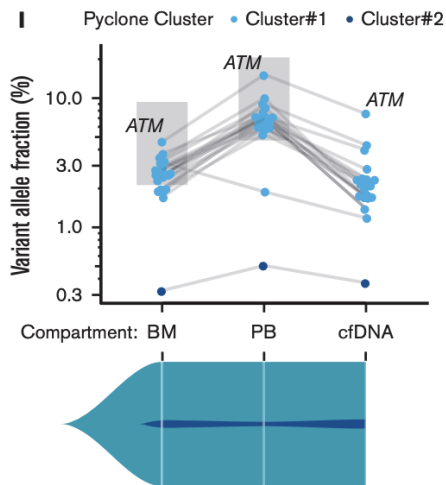 I Pyclone Cluster Cluster#1 Cluster#2
Variant allele fraction (%)
10.0
3.0
1.0
0.3
ATM
ATM
ATM
Compartment: BM PB cfDNA